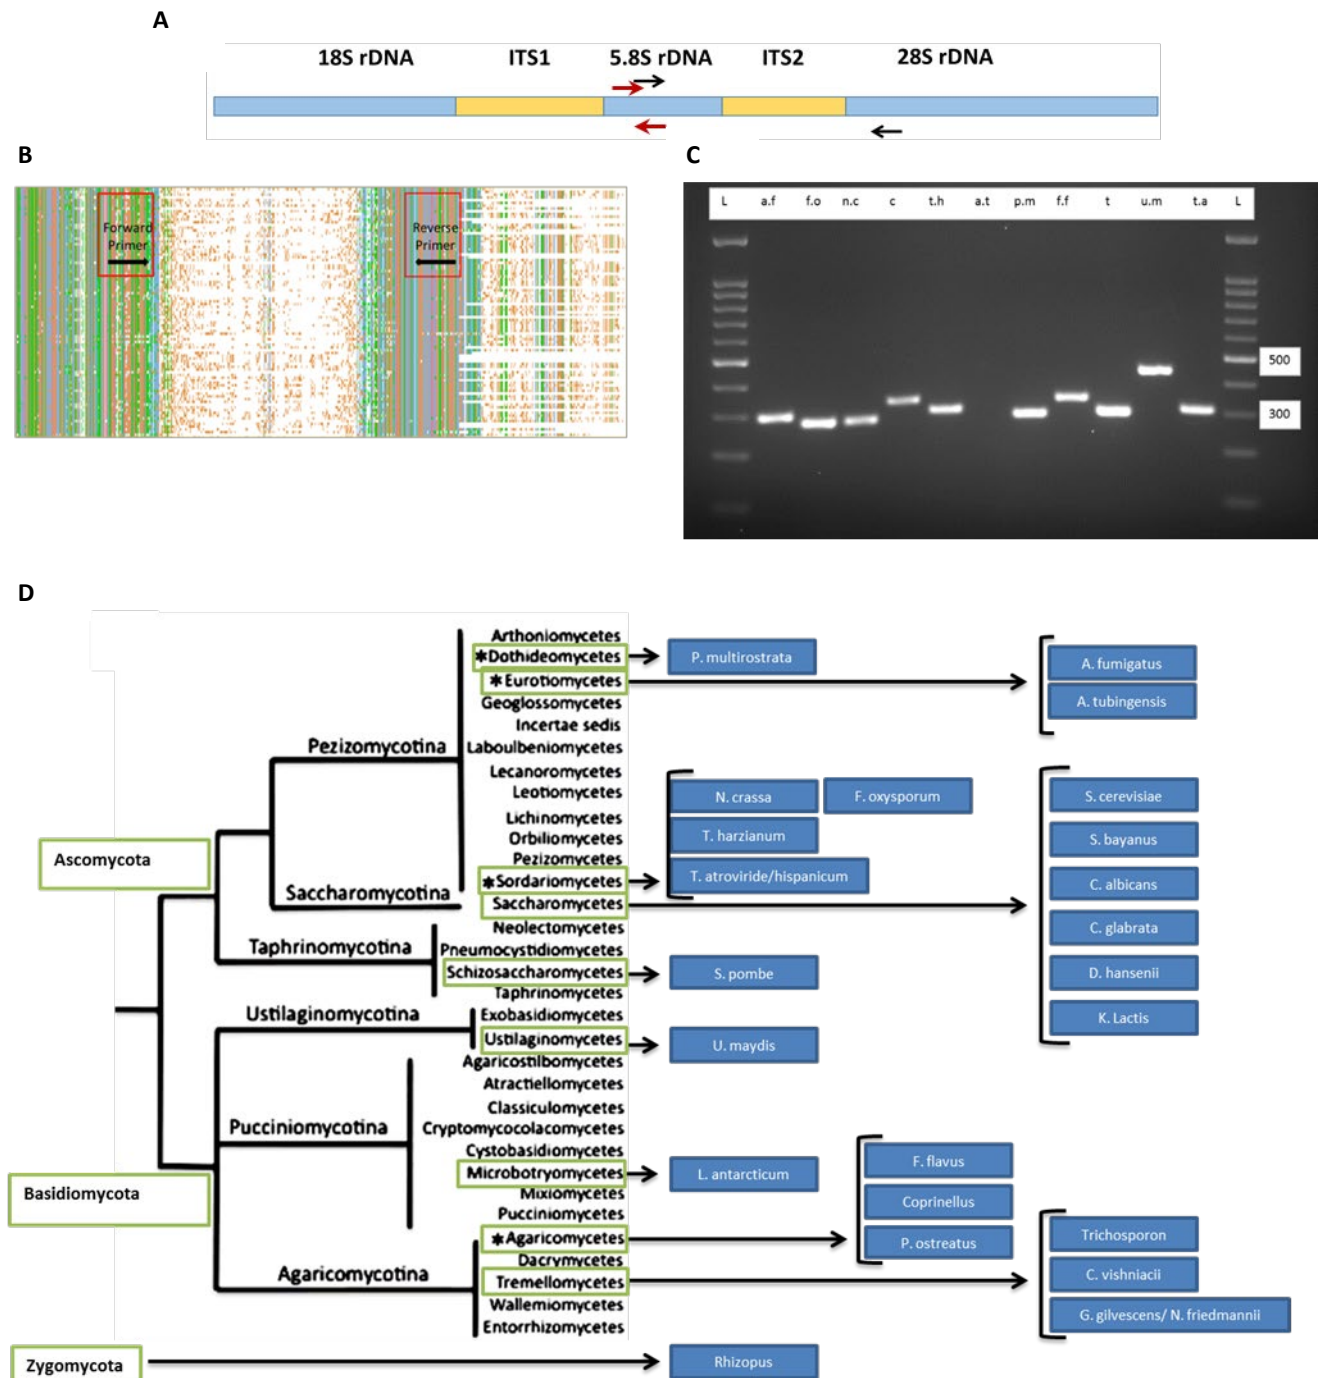 A
18S rDNA ITS1 5.8S rDNA ITS2 28S rDNA
B
Forward Primer
Reverse Primer
C
L a.f f.o n.c c t.h a.t p.m f.f t u.m t.a L
500
300
D
Arthoniomycetes
*Dothideomycetes
P. multirostrata
*Eurotiomycetes
A. fumigatus
A. tubingensis
Geoglossomycetes
Incertae sedis
Pezizomycotina
Laboulbeniomycetes
Lecanoromycetes
Leotiomycetes
Lichinomycetes
Orbiliomycetes
Pezizomycetes
*Sordariomycetes
N. crassa
F. oxysporum
T. harzianum
T. atroviride/hispanicum
Ascomycota
Saccharomycotina
Saccharomycetes
S. cerevisiae
S. bayanus
C. albicans
C. glabrata
D. hansenii
K. Lactis
Neolectomycetes
Taphrinomycotina
Pneumocystidiomycetes
Schizosaccharomycetes
S. pombe
Taphrinomycetes
Ustilaginomycotina
Exobasidiomycetes
Ustilaginomycetes
U. maydis
Agaricostilbomycetes
Atractiellomycetes
Classiculomycetes
Pucciniomycotina
Cryptomycocolacomycetes
Cystobasidiomycetes
Microbotryomycetes
L. antarcticum
Mixiomycetes
Pucciniomycetes
Basidiomycota
*Agaricomycetes
F. flavus
Coprinellus
P. ostreatus
Dacrymycetes
Agaricomycotina
Tremellomycetes
Trichosporon
C. vishniacii
G. gilvescens/ N. friedmannii
Wallemiomycetes
Entorrhizomycetes
Zygomycota
Rhizopus